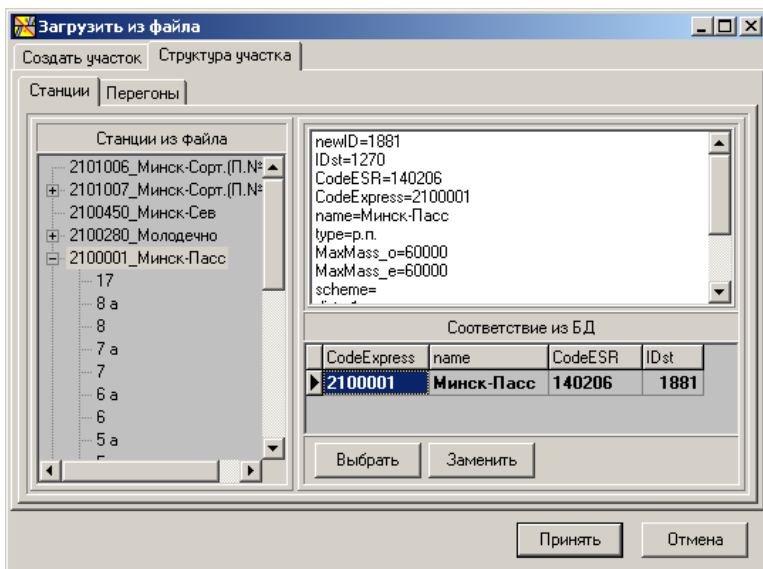 Загрузить из файла
Создать участок Структура участка
Станции Перегоны
Станции из файла
2101006_Минск-Сорт.(П.№
2101007_Минск-Сорт.(П.№
2100450_Минск-Сев
2100280_Молодечно
2100001_Минск-Пасс
17
8 а
8
7 а
7
6 а
6
5 а
newID=1881
IDst=1270
CodeESR=140206
CodeExpress=2100001
name=Минск-Пасс
type=р.п.
MaxMass_o=60000
MaxMass_e=60000
scheme=
Соответствие из БД
CodeExpress name CodeESR IDst
2100001 Минск-Пасс 140206 1881
Выбрать Заменить
Принять Отмена